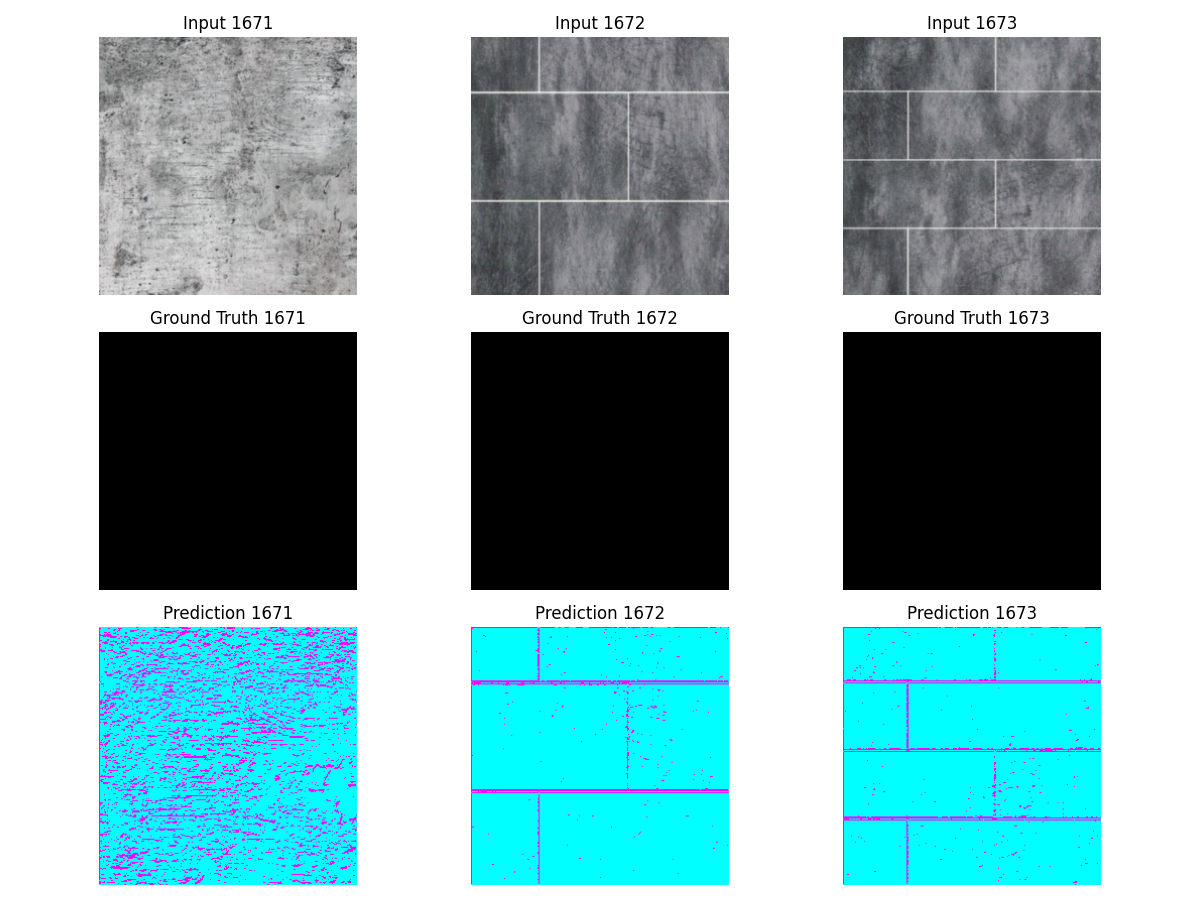 Input 1671
Input 1672
Input 1673
Ground Truth 1671
Ground Truth 1672
Ground Truth 1673
Prediction 1671
Prediction 1672
Prediction 1673